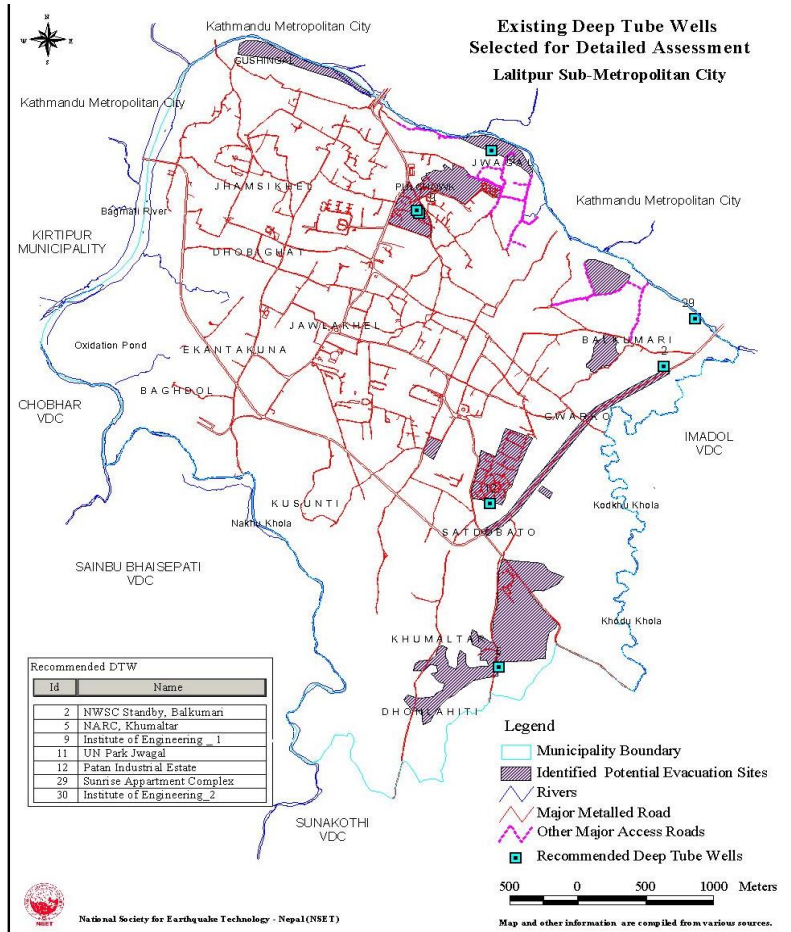 Existing Deep Tube Wells
Selected for Detailed Assessment
Lalitpur Sub-Metropolitan City
N
Kathmandu Metropolitan City
GUSHINGAL
Kathmandu Metropolitan City
JWAGAL
JHAMSIKHEL
PULCHOWK
Kathmandu Metropolitan City
Bagmati River
KIRTIPUR
MUNICIPALITY
DHOBIGHAT
29
JAWLAKHEL
BALKUMARI
Oxidation Pond
EKANTAKUNA
2
BAGHDOL
CHOBHAR
VDC
GWARKO
IMADOL
VDC
12
KUSUNTI
Kodkhu Khola
Nakhu Khola
SATDOBATO
SAINBU BHAISEPATI
VDC
Khodu Khola
KHUMALTAR
5
DHOHLAHITI
Recommended DTW
Id Name
2 NWSC Standby, Balkumari
5 NARC, Khumaltar
9 Institute of Engineering _ 1
11 UN Park Jwagal
12 Patan Industrial Estate
29 Sunrise Appartment Complex
30 Institute of Engineering_2
SUNAKOTHI
VDC
Legend
Municipality Boundary
Identified Potential Evacuation Sites
Rivers
Major Metalled Road
Other Major Access Roads
Recommended Deep Tube Wells
500 0 500 1000 Meters
NSET
National Society for Earthquake Technology - Nepal (NSET)
Map and other information are compiled from various sources.